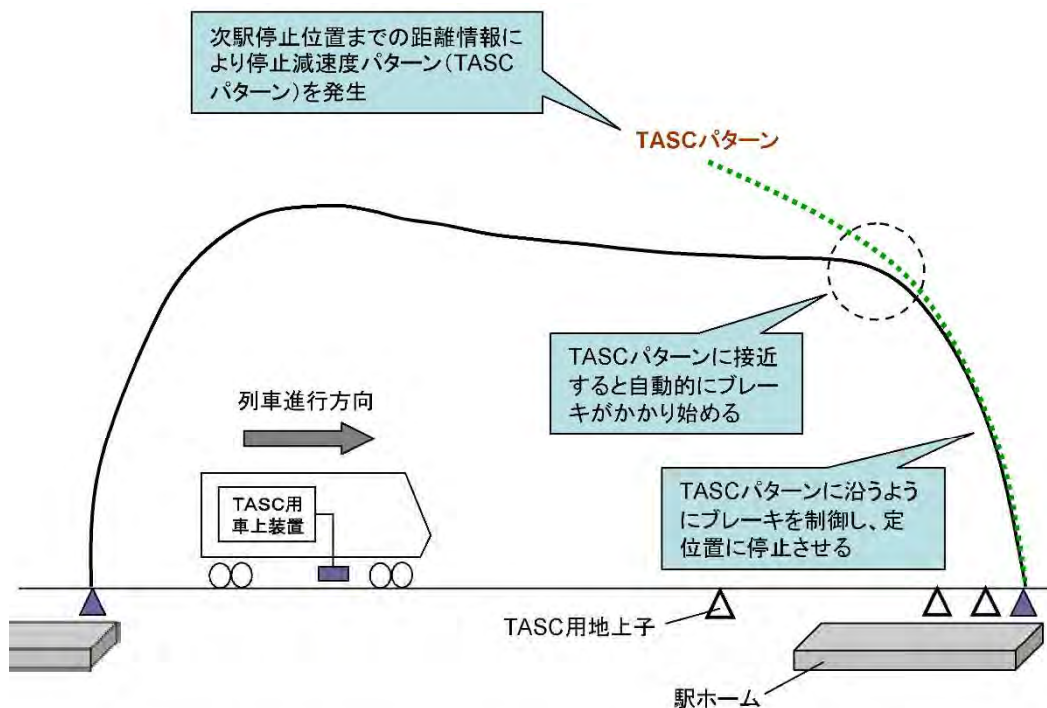 次駅停止位置までの距離情報に
より停止減速度パターン(TASC
パターン)を発生
TASCパターン
TASCパターンに接近
すると自動的にブレー
キがかかり始める
列車進行方向
TASC用
車上装置
TASCパターンに沿うよう
にブレーキを制御し、定
位置に停止させる
TASC用地上子
駅ホーム